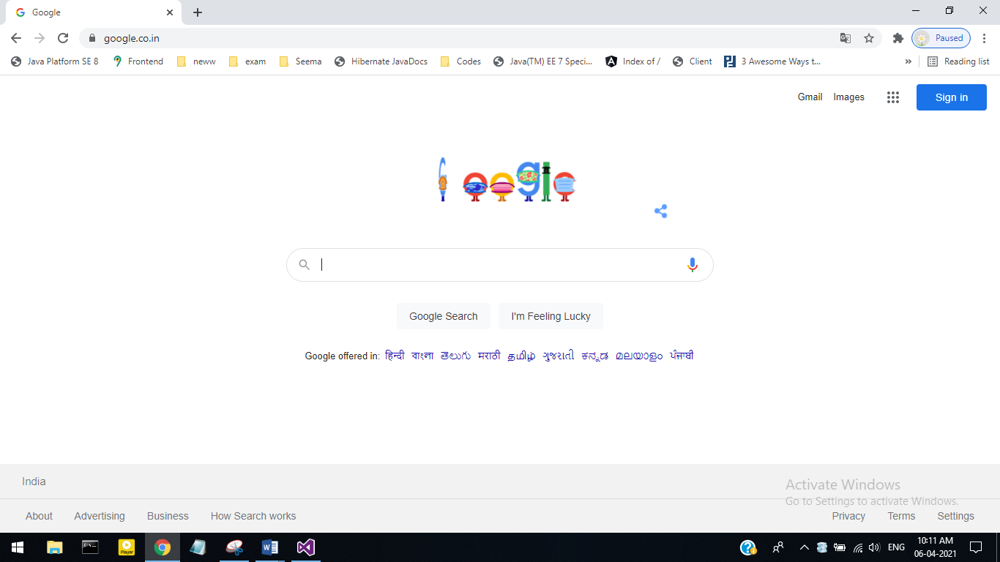 Google
google.co.in Paused
Java Platform SE 8 Frontend neww exam Seema Hibernate JavaDocs Codes Java(TM) EE 7 Speci... Index of / Client 3 Awesome Ways t... » Reading list
Gmail Images Sign in
Google
Google Search I'm Feeling Lucky
Google offered in: हिन्दी বাংলা తెలుగు मराठी தமிழ் ગુજરાતી ಕನ್ನಡ മലയാളം ਪੰਜਾਬੀ
India
Activate Windows
Go to Settings to activate Windows.
About Advertising Business How Search works Privacy Terms Settings
Player
ENG 10:11 AM
06-04-2021